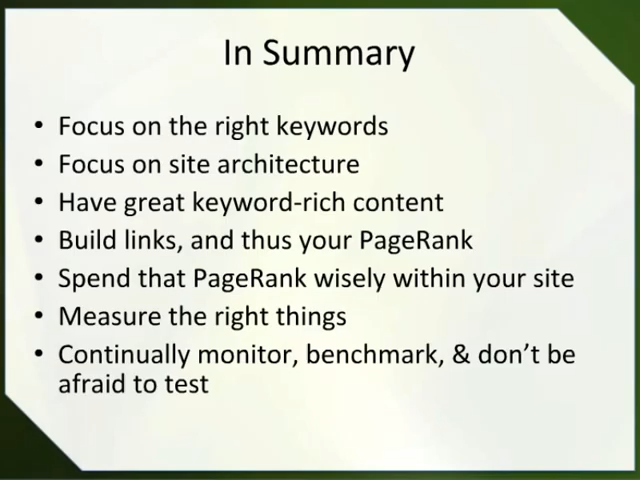 In Summary
• Focus on the right keywords
• Focus on site architecture
• Have great keyword-rich content
• Build links, and thus your PageRank
• Spend that PageRank wisely within your site
• Measure the right things
• Continually monitor, benchmark, & don’t be
afraid to test